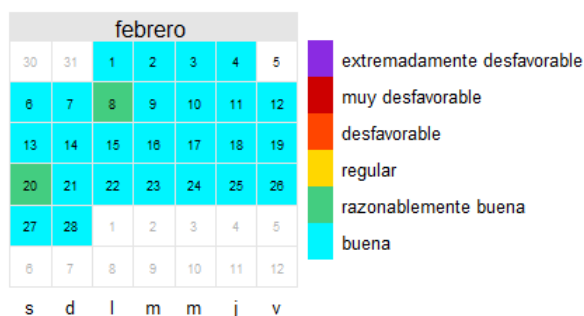 febrero
30 31 1 2 3 4 5
6 7 8 9 10 11 12
13 14 15 16 17 18 19
20 21 22 23 24 25 26
27 28 1 2 3 4 5
6 7 8 9 10 11 12
s d l m m j v
extremadamente desfavorable
muy desfavorable
desfavorable
regular
razonablemente buena
buena